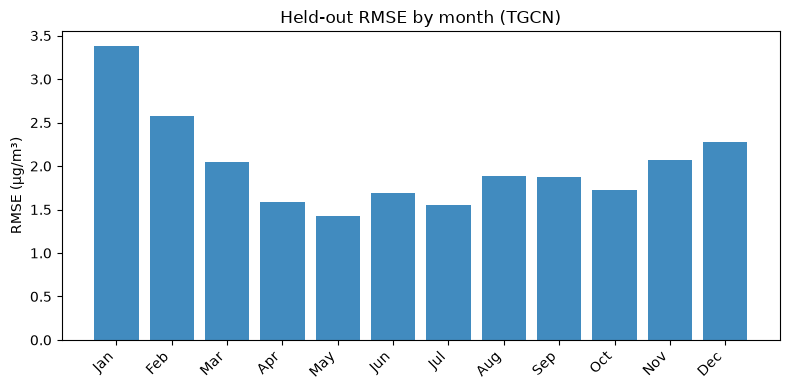 Held-out RMSE by month (TGCN)
RMSE (µg/m³)
3.5
3.0
2.5
2.0
1.5
1.0
0.5
0.0
Jan
Feb
Mar
Apr
May
Jun
Jul
Aug
Sep
Oct
Nov
Dec